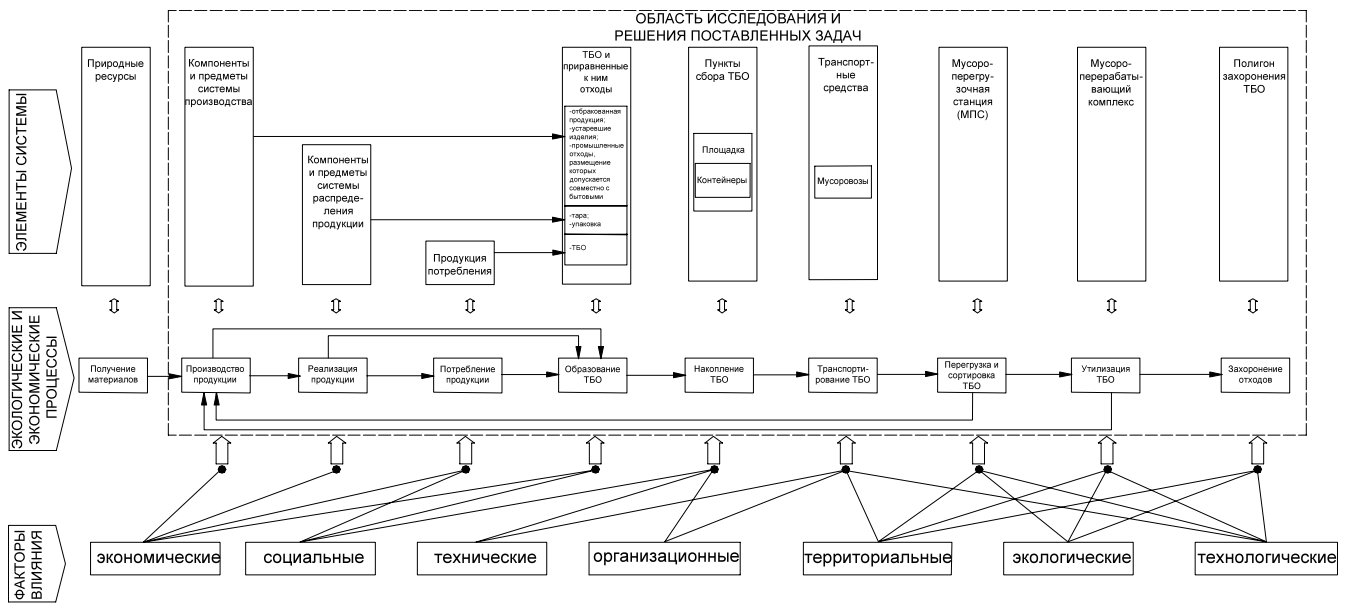 ОБЛАСТЬ ИССЛЕДОВАНИЯ И
РЕШЕНИЯ ПОСТАВЛЕННЫХ ЗАДАЧ
ЭЛЕМЕНТЫ СИСТЕМЫ
Природные
ресурсы
Компоненты
и предметы
системы
производства
Компоненты
и предметы
системы
распреде-
ления
продукции
Продукция
потребления
ТБО и
приравненные
к ним
отходы
-отбракованная
продукция;
-устаревшие
изделия;
-промышленные
отходы,
размещение
которых
допускается
совместно с
бытовыми
-тара;
-упаковка
-ТБО
Пункты
сбора ТБО
Площадка
Контейнеры
Транспорт-
ные
средства
Мусоровозы
Мусоро-
перегру-
зочная
станция
(МПС)
Мусоро-
перерабаты-
вающий
комплекс
Полигон
захоронения
ТБО
ЭКОЛОГИЧЕСКИЕ И
ЭКОНОМИЧЕСКИЕ
ПРОЦЕССЫ
Получение
материалов
Производство
продукции
Реализация
продукции
Потребление
продукции
Образование
ТБО
Накопление
ТБО
Транспорти-
рование ТБО
Перегрузка и
сортировка
ТБО
Утилизация
ТБО
Захоронение
отходов
ФАКТОРЫ
ВЛИЯНИЯ
экономические
социальные
технические
организационные
территориальные
экологические
технологические